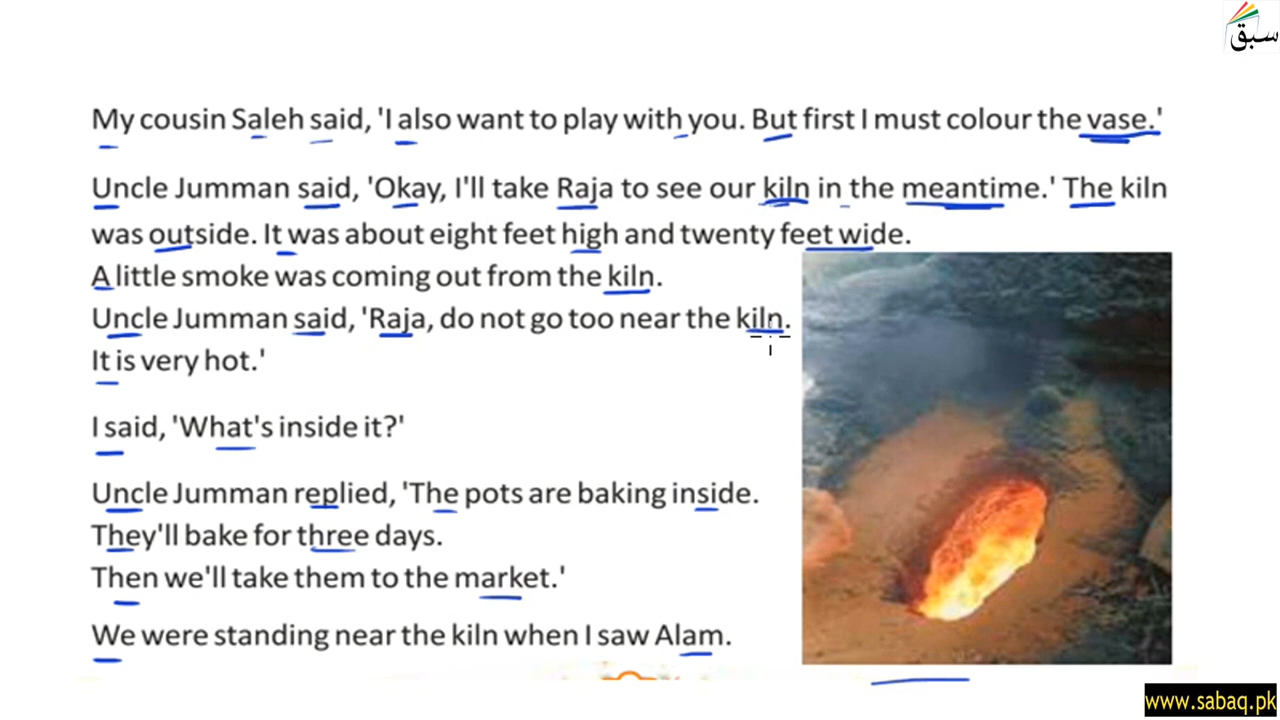 سبق
My cousin Saleh said, 'I also want to play with you. But first I must colour the vase.'
Uncle Jumman said, 'Okay, I'll take Raja to see our kiln in the meantime.' The kiln
was outside. It was about eight feet high and twenty feet wide.
A little smoke was coming out from the kiln.
Uncle Jumman said, 'Raja, do not go too near the kiln.
It is very hot.'
I said, 'What's inside it?'
Uncle Jumman replied, 'The pots are baking inside.
They'll bake for three days.
Then we'll take them to the market.'
We were standing near the kiln when I saw Alam.
www.sabaq.pk